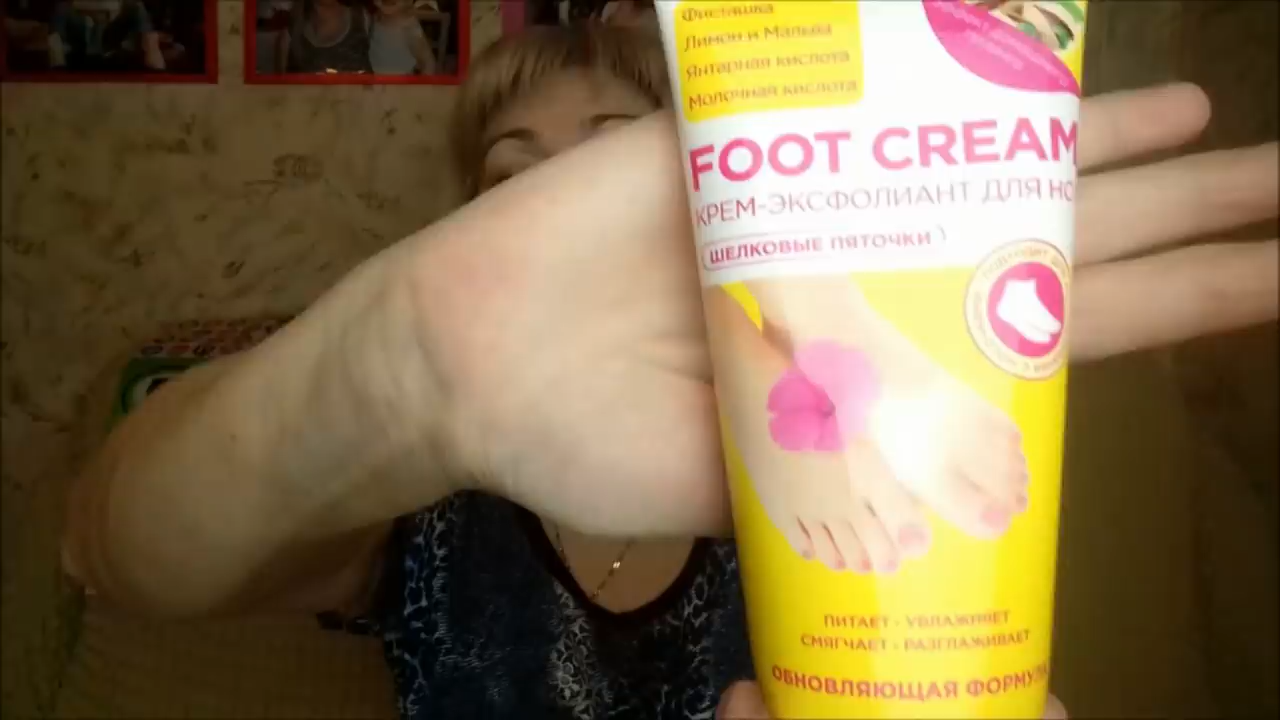 Фисташка
Лимон и Мальва
Янтарная кислота
Молочная кислота
FOOT CREAM
КРЕМ-ЭКСФОЛИАНТ ДЛЯ НО
ШЕЛКОВЫЕ ПЯТОЧКИ
ПИТАЕТ - УВЛАЖНЯЕТ
СМЯГЧАЕТ - РАЗГЛАЖИВАЕТ
ОБНОВЛЯЮЩАЯ ФОРМУЛ